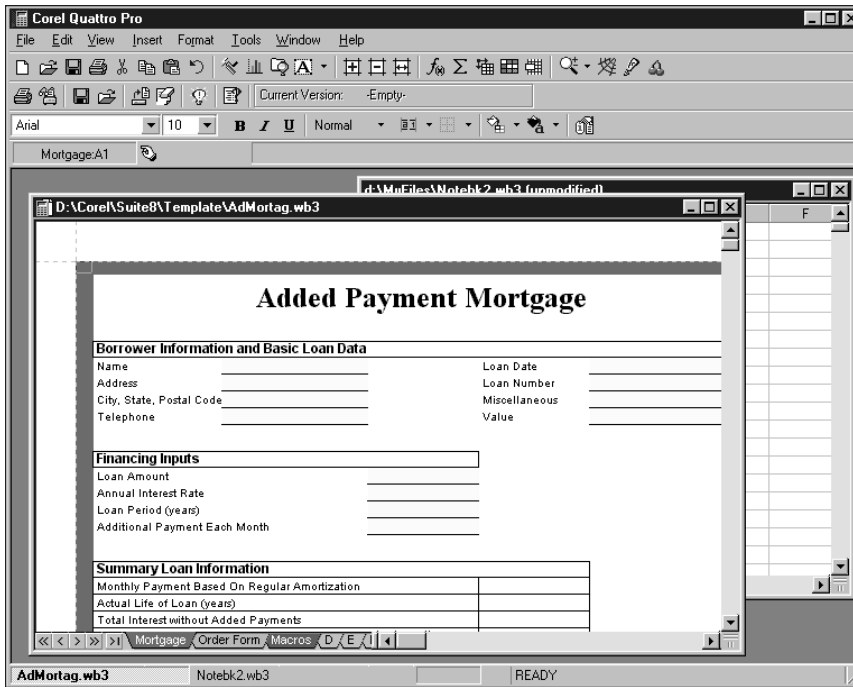 Corel Quattro Pro
File Edit View Insert Format Tools Window Help
Current Version: -Empty-
Arial 10 B I U Normal
Mortgage:A1
d:\MyFiles\Notebk2.wb3 (unmodified)
D:\Corel\Suite8\Template\AdMortag.wb3
F
Added Payment Mortgage
Borrower Information and Basic Loan Data
Name Loan Date
Address Loan Number
City, State, Postal Code Miscellaneous
Telephone Value
Financing Inputs
Loan Amount
Annual Interest Rate
Loan Period (years)
Additional Payment Each Month
Summary Loan Information
Monthly Payment Based On Regular Amortization
Actual Life of Loan (years)
Total Interest without Added Payments
Mortgage Order Form Macros D E
AdMortag.wb3 Notebk2.wb3 READY